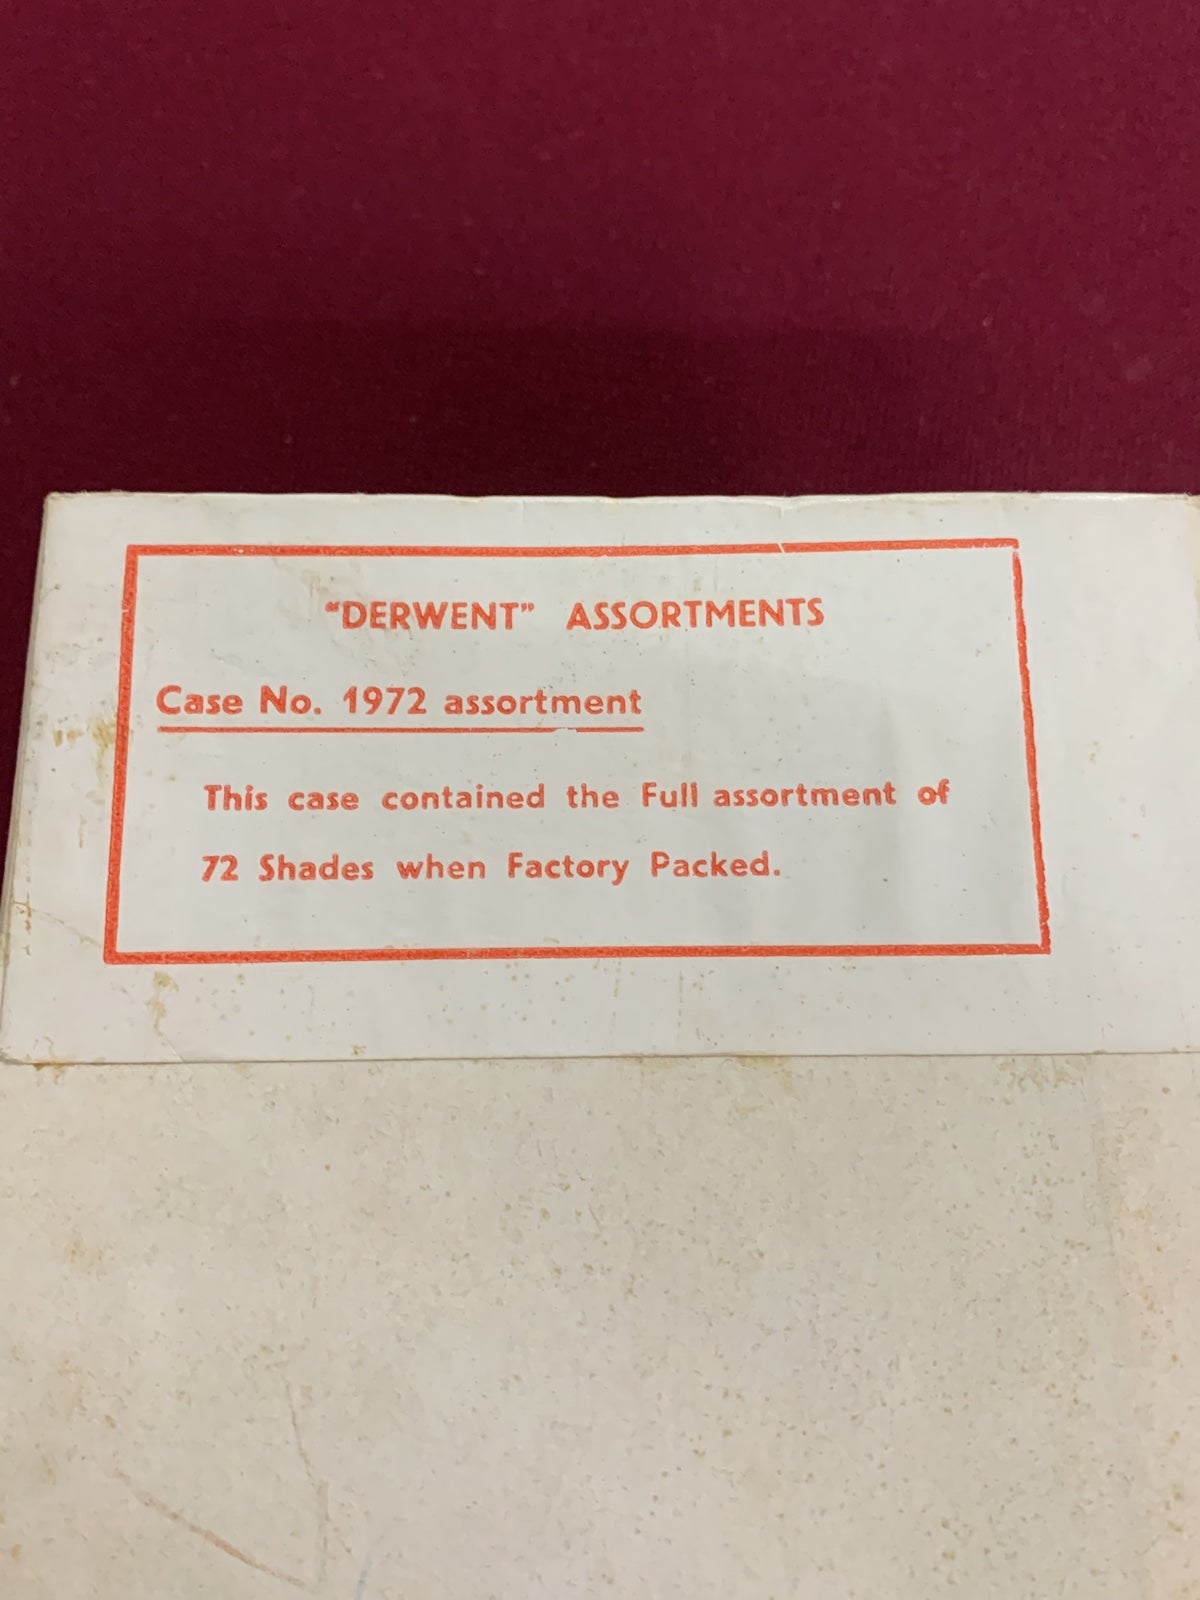 “DERWENT” ASSORTMENTS
Case No. 1972 assortment
This case contained the Full assortment of
72 Shades when Factory Packed.